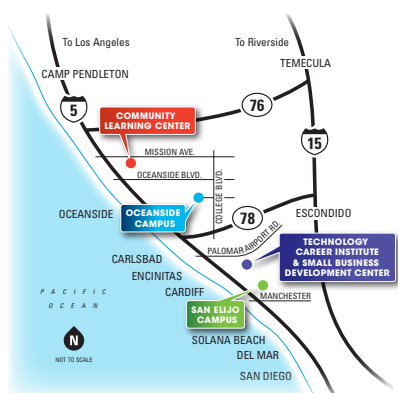 To Los Angeles
To Riverside
TEMECULA
CAMP PENDLETON
5
76
COMMUNITY
LEARNING CENTER
15
MISSION AVE.
OCEANSIDE BLVD.
COLLEGE BLVD.
OCEANSIDE
OCEANSIDE
CAMPUS
78
ESCONDIDO
PALOMAR AIRPORT RD.
TECHNOLOGY
CAREER INSTITUTE
& SMALL BUSINESS
DEVELOPMENT CENTER
CARLSBAD
ENCINITAS
PACIFIC
OCEAN
CARDIFF
MANCHESTER
SAN ELIJO
CAMPUS
N
NOT TO SCALE
SOLANA BEACH
DEL MAR
SAN DIEGO